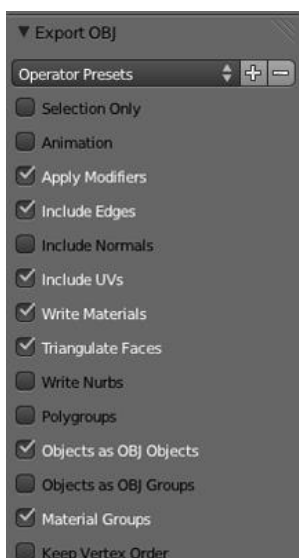 Export OBJ
Operator Presets
Selection Only
Animation
Apply Modifiers
Include Edges
Include Normals
Include UVs
Write Materials
Triangulate Faces
Write Nurbs
Polygroups
Objects as OBJ Objects
Objects as OBJ Groups
Material Groups
Keep Vertex Order